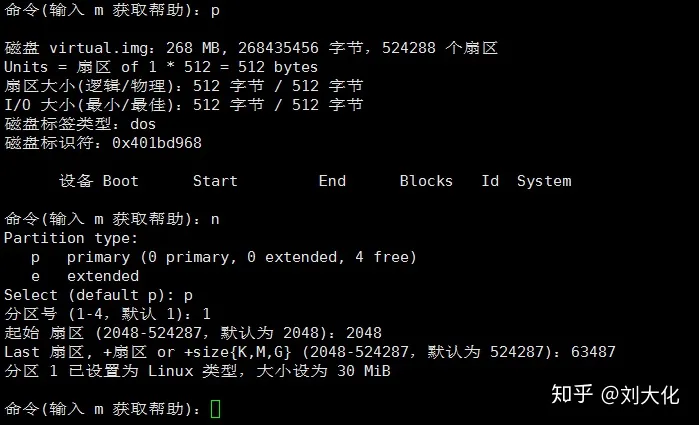 命令(输入 m 获取帮助)：p
磁盘 virtual.img：268 MB, 268435456 字节，524288 个扇区
Units = 扇区 of 1 * 512 = 512 bytes
扇区大小(逻辑/物理)：512 字节 / 512 字节
I/O 大小(最小/最佳)：512 字节 / 512 字节
磁盘标签类型：dos
磁盘标识符：0x401bd968
设备 Boot      Start         End      Blocks   Id  System
命令(输入 m 获取帮助)：n
Partition type:
   p   primary (0 primary, 0 extended, 4 free)
   e   extended
Select (default p): p
分区号 (1-4，默认 1)：1
起始 扇区 (2048-524287，默认为 2048)：2048
Last 扇区, +扇区 or +size{K,M,G} (2048-524287，默认为 524287)：63487
分区 1 已设置为 Linux 类型，大小设为 30 MiB
命令(输入 m 获取帮助)：
知乎 @刘大化